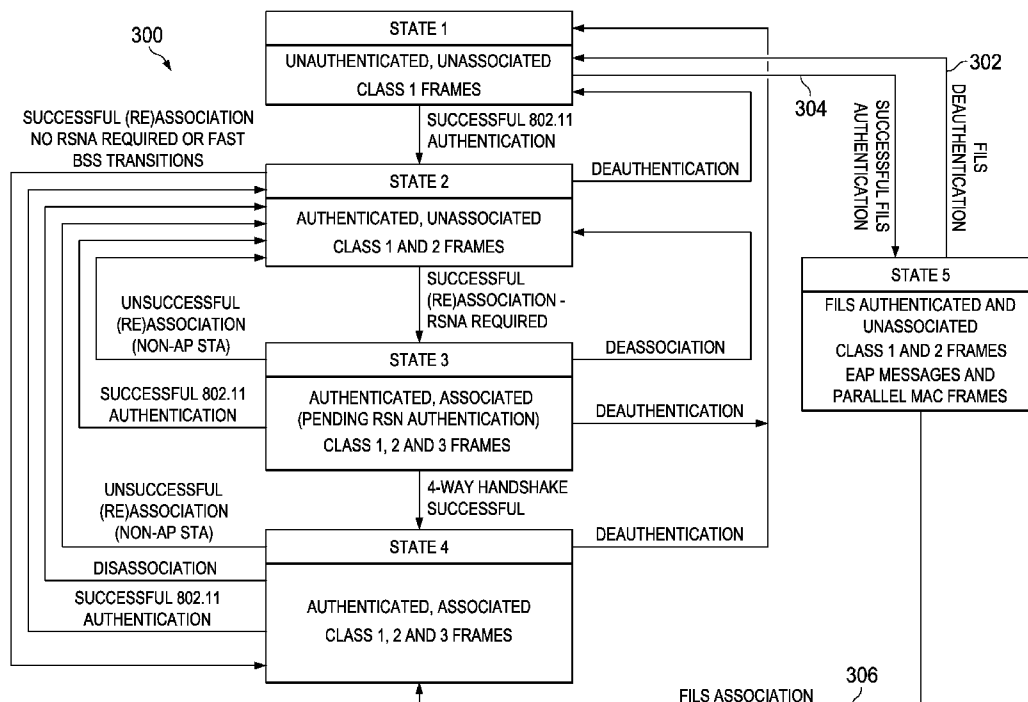 300
STATE 1
UNAUTHENTICATED, UNASSOCIATED
CLASS 1 FRAMES
302
304
SUCCESSFUL (RE)ASSOCIATION
NO RSNA REQUIRED OR FAST
BSS TRANSITIONS
SUCCESSFUL 802.11
AUTHENTICATION
SUCCESSFUL FILS
AUTHENTICATION
FILS
DEAUTHENTICATION
STATE 2
AUTHENTICATED, UNASSOCIATED
CLASS 1 AND 2 FRAMES
DEAUTHENTICATION
UNSUCCESSFUL
(RE)ASSOCIATION
(NON-AP STA)
SUCCESSFUL
(RE)ASSOCIATION -
RSNA REQUIRED
STATE 5
FILS AUTHENTICATED AND
UNASSOCIATED
CLASS 1 AND 2 FRAMES
EAP MESSAGES AND
PARALLEL MAC FRAMES
STATE 3
AUTHENTICATED, ASSOCIATED
(PENDING RSN AUTHENTICATION)
CLASS 1, 2 AND 3 FRAMES
DEASSOCIATION
SUCCESSFUL 802.11
AUTHENTICATION
DEAUTHENTICATION
UNSUCCESSFUL
(RE)ASSOCIATION
(NON-AP STA)
4-WAY HANDSHAKE
SUCCESSFUL
STATE 4
AUTHENTICATED, ASSOCIATED
CLASS 1, 2 AND 3 FRAMES
DEAUTHENTICATION
DISASSOCIATION
SUCCESSFUL 802.11
AUTHENTICATION
306
FILS ASSOCIATION